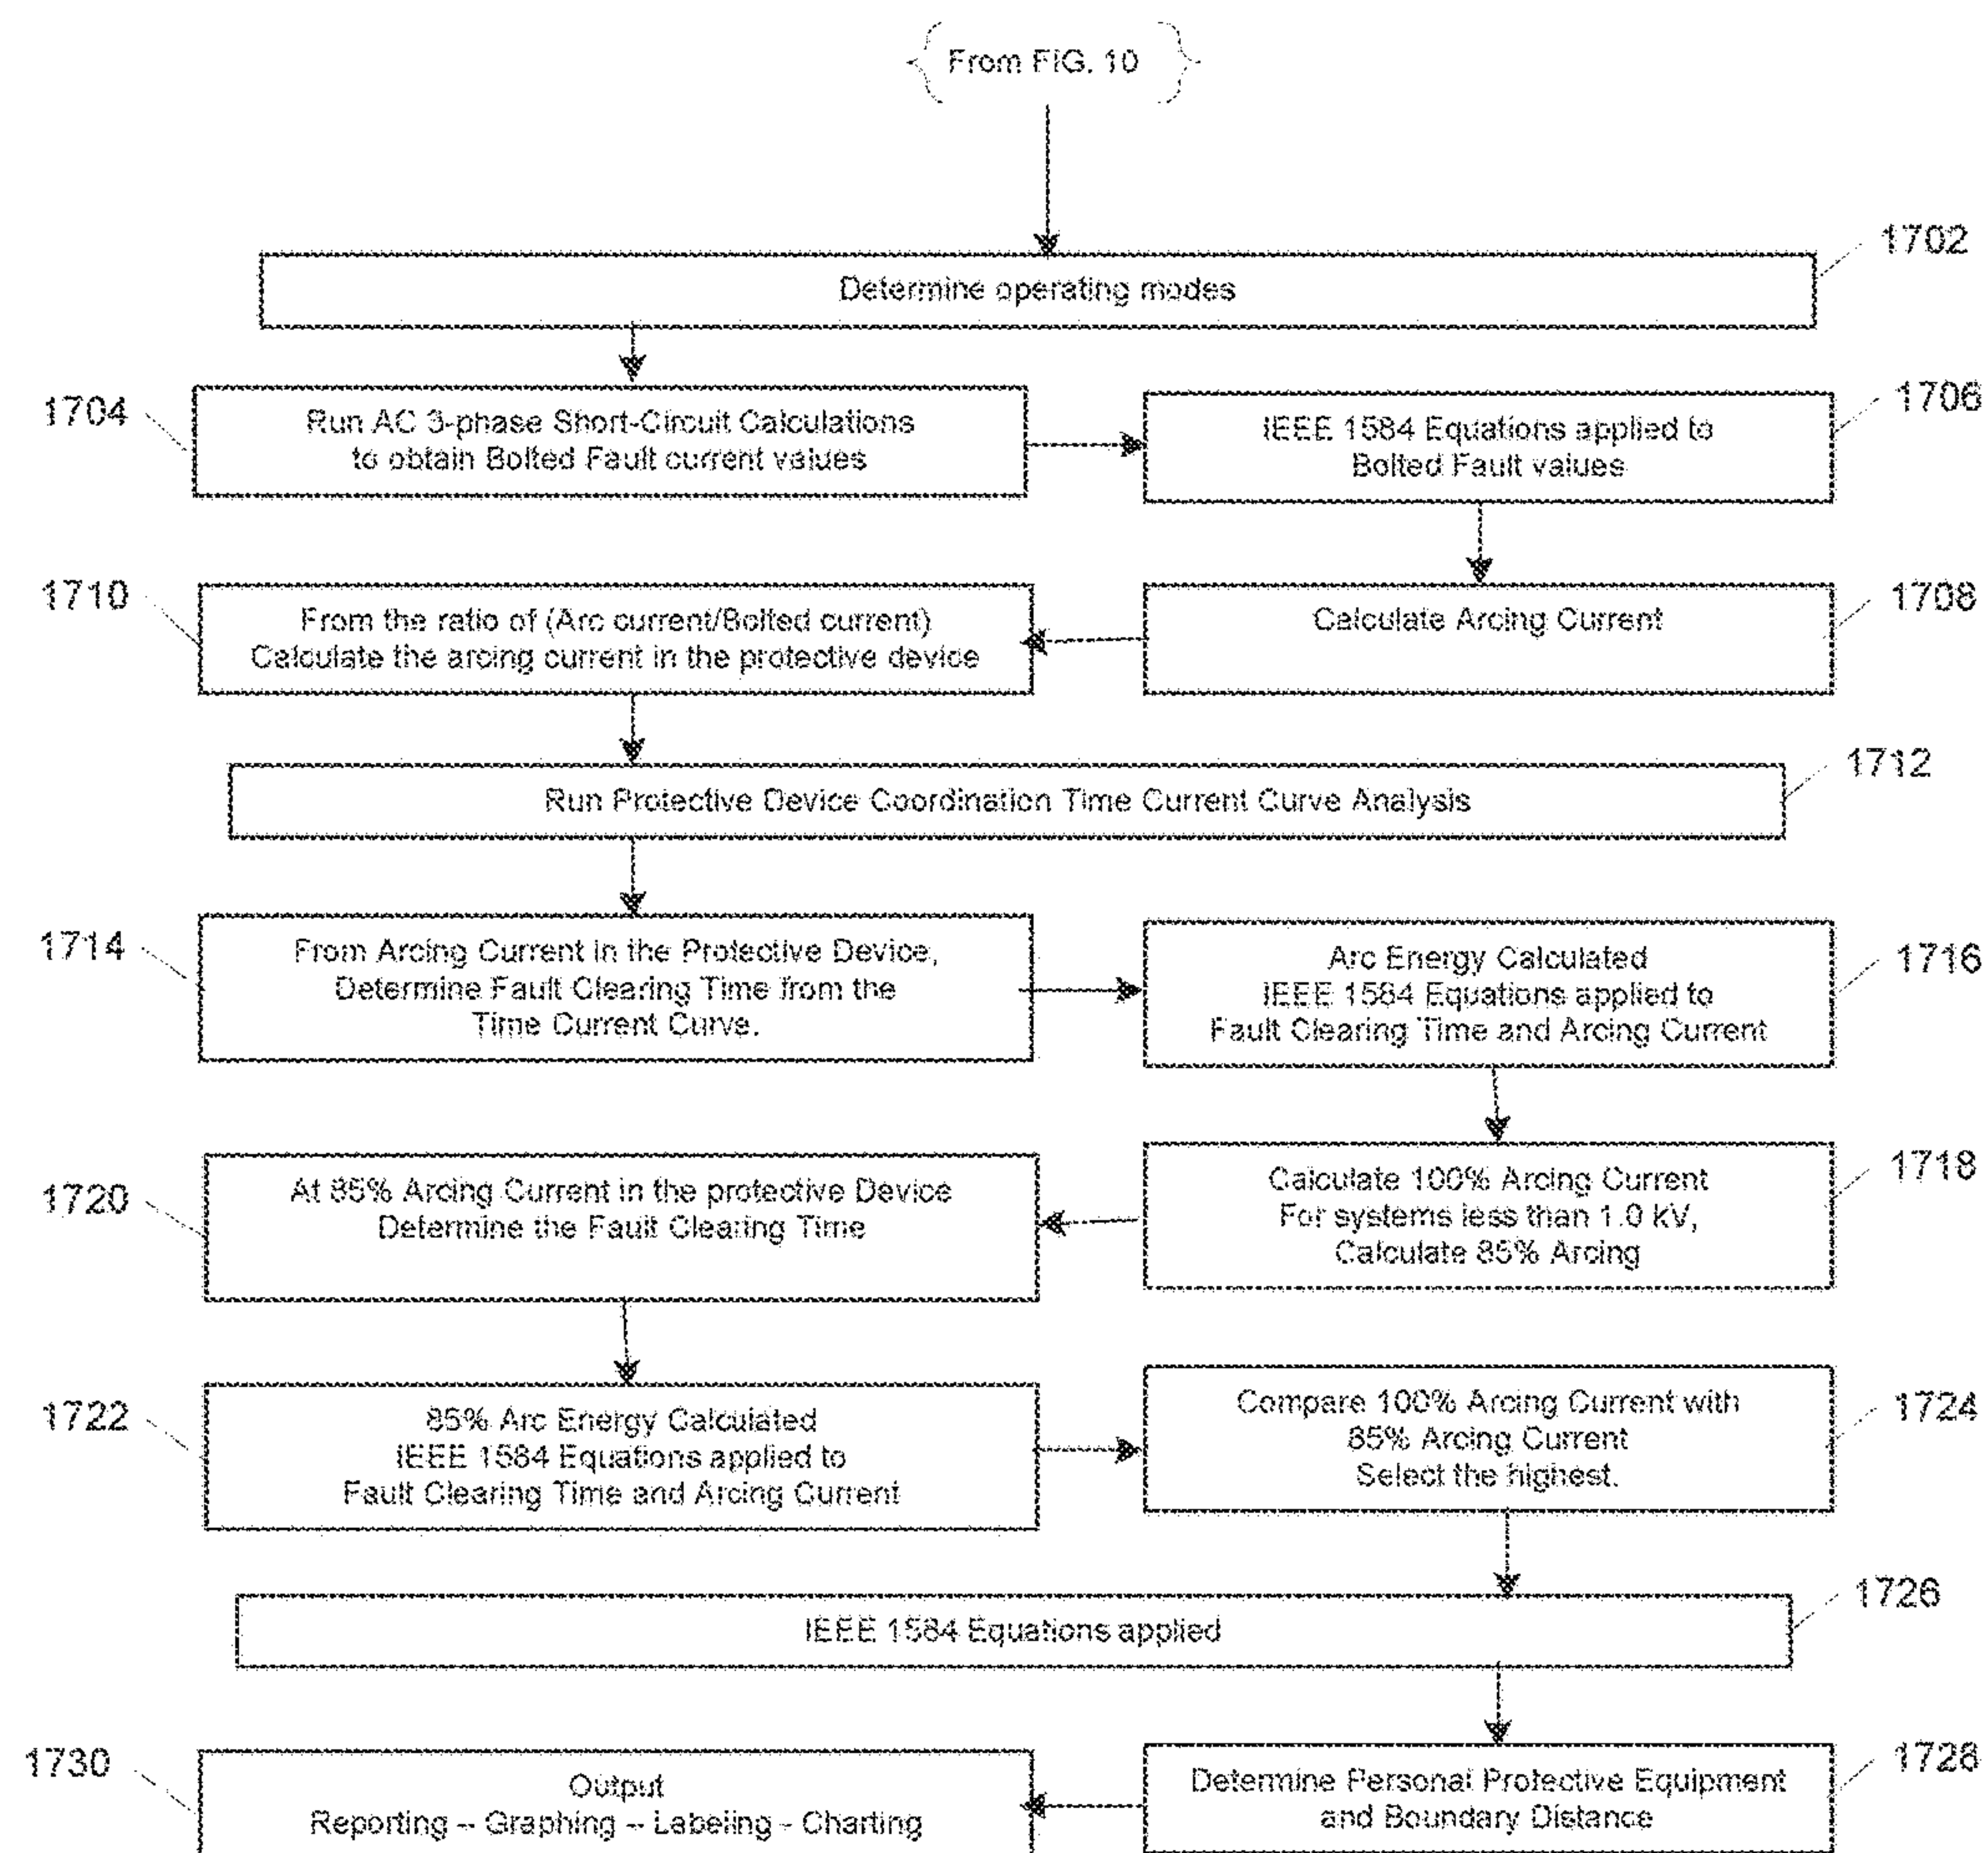 From FIG. 10
1702
Determine operating modes
1704
Run AC 3-phase Short-Circuit Calculations
to obtain Bolted Fault current values
1706
IEEE 1584 Equations applied to
Bolted Fault values
1710
From the ratio of (Arc current/Bolted current)
Calculate the arcing current in the protective device
1708
Calculate Arcing Current
1712
Run Protective Device Coordination Time Current Curve Analysis
1714
From Arcing Current in the Protective Device,
Determine Fault Clearing Time from the
Time Current Curve.
1716
Arc Energy Calculated
IEEE 1584 Equations applied to
Fault Clearing Time and Arcing Current
1720
At 85% Arcing Current in the protective Device
Determine the Fault Clearing Time
1718
Calculate 100% Arcing Current
For systems less than 1.0 kV,
Calculate 85% Arcing
1722
85% Arc Energy Calculated
IEEE 1584 Equations applied to
Fault Clearing Time and Arcing Current
1724
Compare 100% Arcing Current with
85% Arcing Current
Select the highest.
1726
IEEE 1584 Equations applied
1730
Output
Reporting -- Graphing -- Labeling - Charting
1728
Determine Personal Protective Equipment
and Boundary Distance